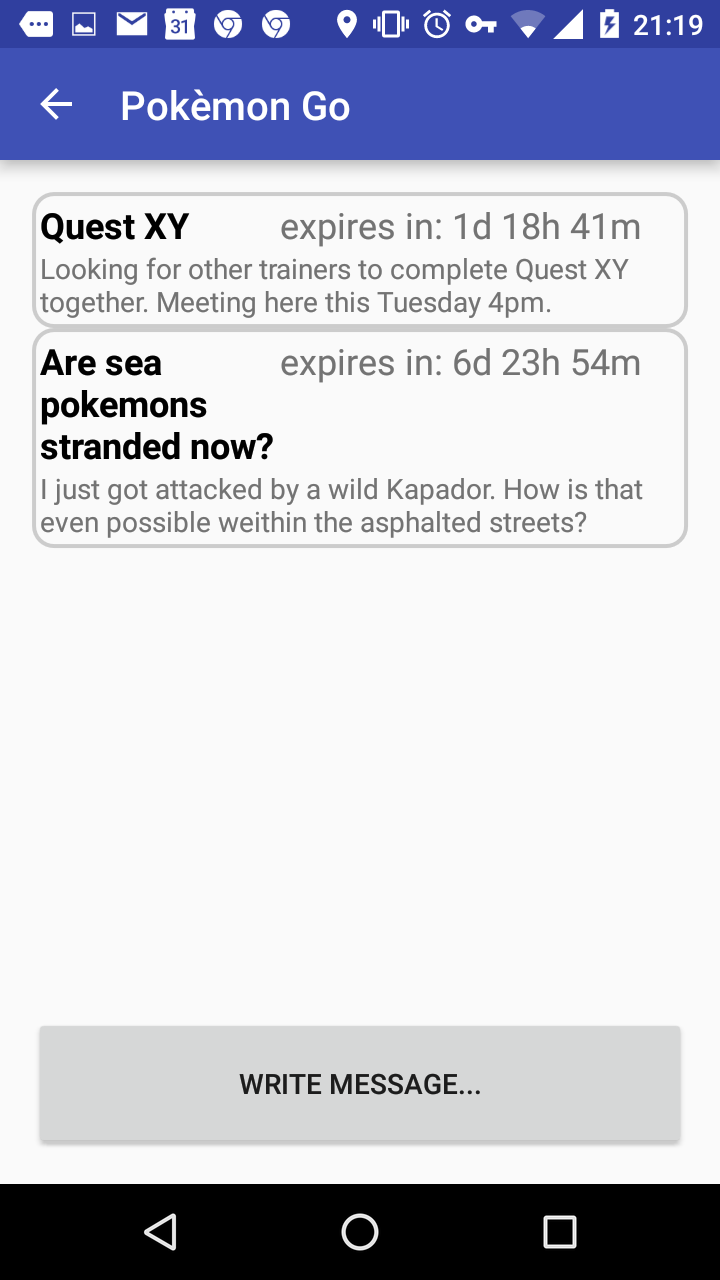 31 21:19
Pokèmon Go
Quest XY expires in: 1d 18h 41m
Looking for other trainers to complete Quest XY
together. Meeting here this Tuesday 4pm.
Are sea expires in: 6d 23h 54m
pokemons
stranded now?
I just got attacked by a wild Kapador. How is that
even possible weithin the asphalted streets?
WRITE MESSAGE...